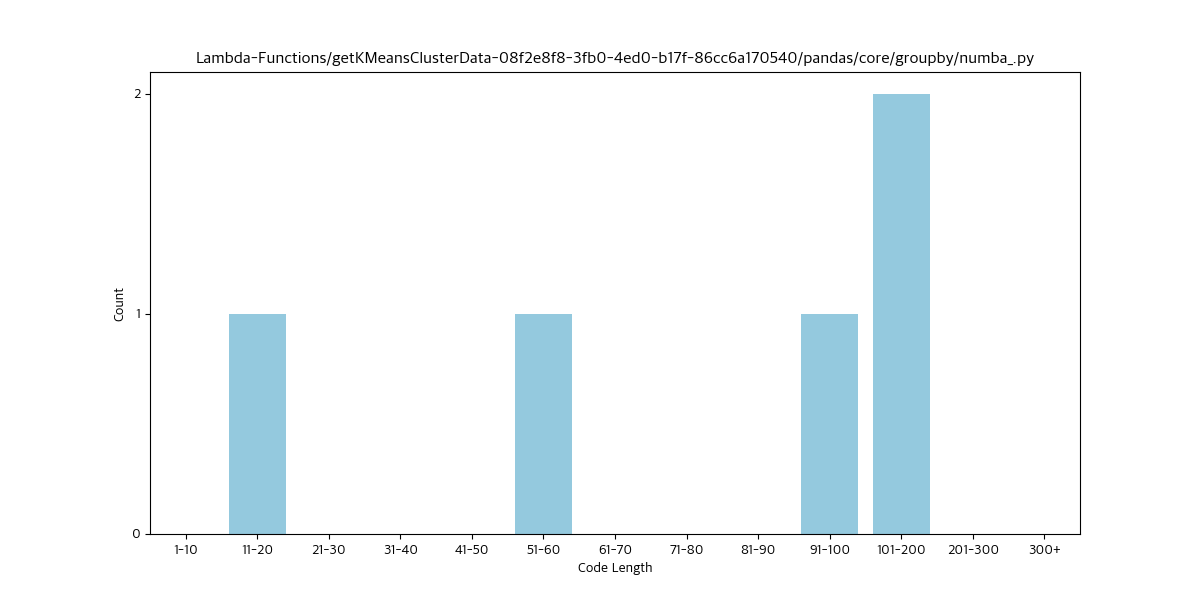 Lambda-Functions/getKMeansClusterData-08f2e8f8-3fb0-4ed0-b17f-86cc6a170540/pandas/core/groupby/numba_.py
2
1
0
Count
1-10 11-20 21-30 31-40 41-50 51-60 61-70 71-80 81-90 91-100 101-200 201-300 300+
Code Length